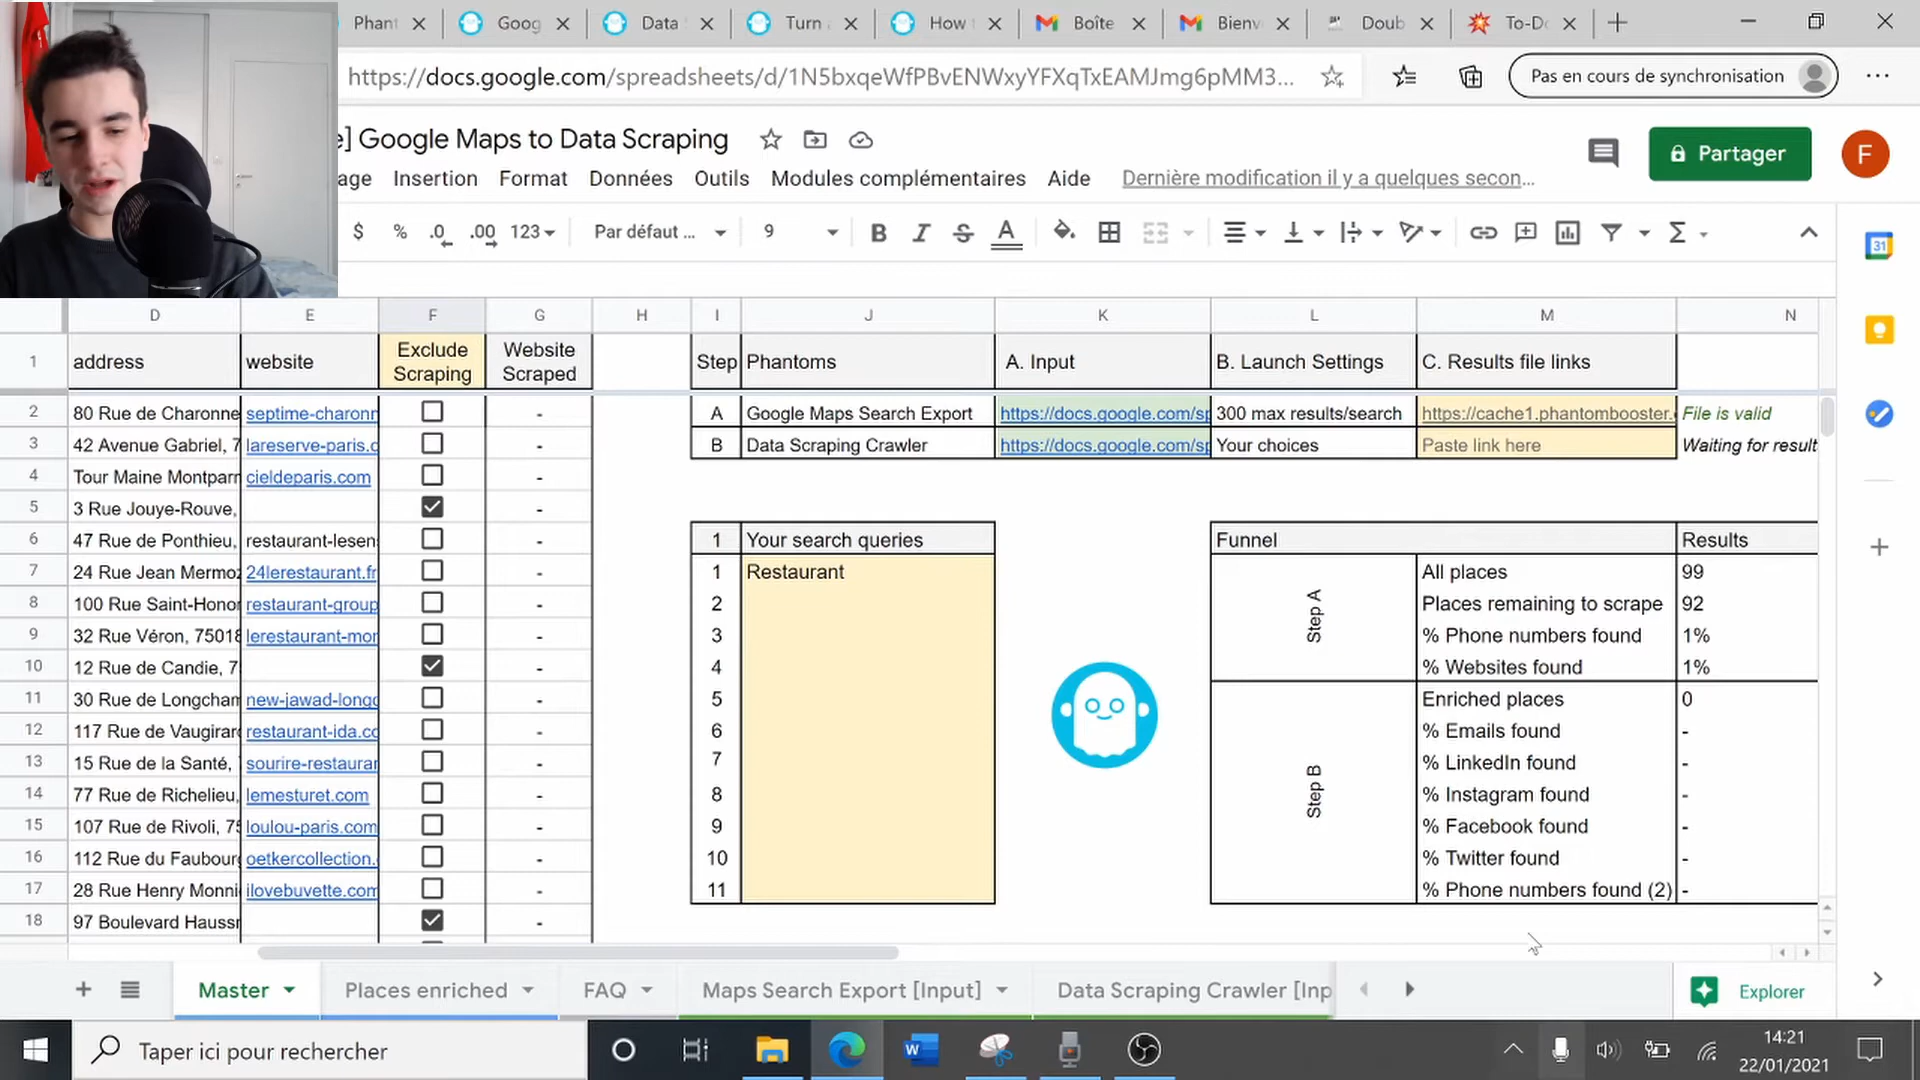 Phant
Goog
Data
Turn
How
Boîte
Bienv
Doub
To-Do
https://docs.google.com/spreadsheets/d/1N5bxqeWfPBvENWxyYFXqTxEAMJmg6pMM3...
Pas en cours de synchronisation
e] Google Maps to Data Scraping
Partager
F
age Insertion Format Données Outils Modules complémentaires Aide Dernière modification il y a quelques secon...
$ % .0 .00 123 Par défaut ... 9 B I S A
31
D E F G H I J K L M N
1 address website Exclude Scraping Website Scraped Step Phantoms A. Input B. Launch Settings C. Results file links
2 80 Rue de Charonne septime-charonn - A Google Maps Search Export https://docs.google.com/sp 300 max results/search https://cache1.phantombooster. File is valid
3 42 Avenue Gabriel, 7 lareserve-paris.c - B Data Scraping Crawler https://docs.google.com/sp Your choices Paste link here Waiting for result
4 Tour Maine Montparn cieldeparis.com -
5 3 Rue Jouye-Rouve, -
6 47 Rue de Ponthieu, restaurant-lesen - 1 Your search queries Funnel Results
7 24 Rue Jean Mermoz 24lerestaurant.fr - 1 Restaurant Step A All places 99
8 100 Rue Saint-Honor restaurant-group - 2 Places remaining to scrape 92
9 32 Rue Véron, 75018 lerestaurant-mor - 3 % Phone numbers found 1%
10 12 Rue de Candie, 7 - 4 % Websites found 1%
11 30 Rue de Longcham new-jawad-longc - 5 Step B Enriched places 0
12 117 Rue de Vaugirard restaurant-ida.co - 6 % Emails found -
13 15 Rue de la Santé, sourire-restaurar - 7 % LinkedIn found -
14 77 Rue de Richelieu, lemesturet.com - 8 % Instagram found -
15 107 Rue de Rivoli, 75 loulou-paris.com - 9 % Facebook found -
16 112 Rue du Faubourg oetkercollection. - 10 % Twitter found -
17 28 Rue Henry Monni ilovebuvette.com - 11 % Phone numbers found (2) -
18 97 Boulevard Haussr -
Master Places enriched FAQ Maps Search Export [Input] Data Scraping Crawler [Inp Explorer
Taper ici pour rechercher
14:21
22/01/2021